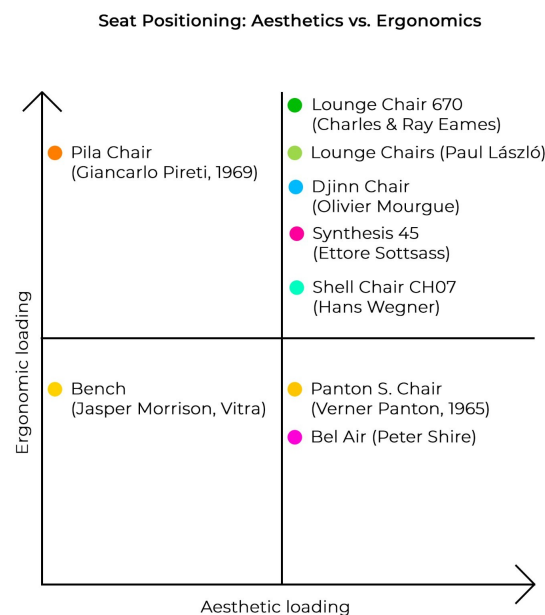 Seat Positioning: Aesthetics vs. Ergonomics
Lounge Chair 670
(Charles & Ray Eames)
Pila Chair
(Giancarlo Pireti, 1969)
Lounge Chairs (Paul László)
Djinn Chair
(Olivier Mourgue)
Synthesis 45
(Ettore Sottsass)
Shell Chair CH07
(Hans Wegner)
Ergonomic loading
Bench
(Jasper Morrison, Vitra)
Panton S. Chair
(Verner Panton, 1965)
Bel Air (Peter Shire)
Aesthetic loading